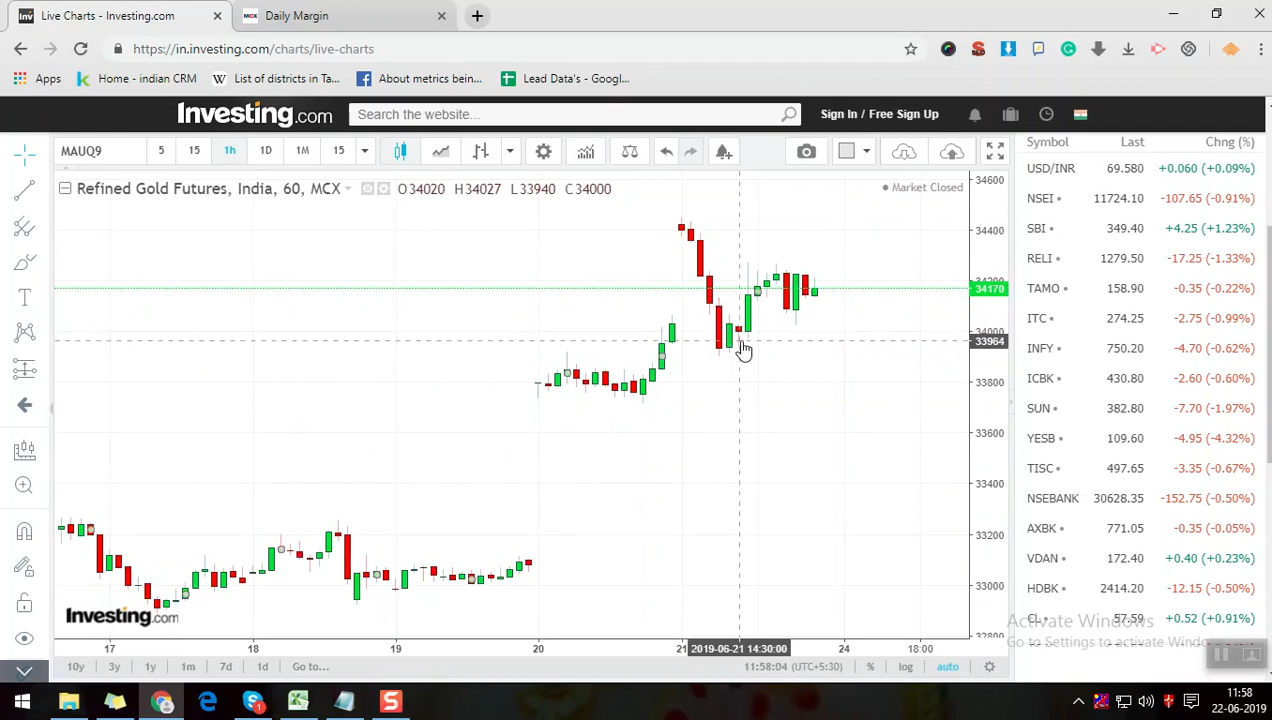 Live Charts - Investing.com
Daily Margin
https://in.investing.com/charts/live-charts
Apps
Home - indian CRM
List of districts in Ta...
About metrics bein...
Lead Data's - Googl...
Investing.com
Search the website...
Sign In / Free Sign Up
MAUQ9 5 15 1h 1D 1M 15
Refined Gold Futures, India, 60, MCX O34020 H34027 L33940 C34000
Market Closed
34600
34400
34200
34170
34000
33964
33800
33600
33400
33200
33000
32800
Investing.com
17 18 19 20 21 2019-06-21 14:30:00 24 18:00
10y 3y 1y 1m 7d 1d Go to... 11:58:04 (UTC+5:30) % log auto
Symbol Last Chng (%)
USD/INR 69.580 +0.060 (+0.09%)
NSEI 11724.10 -107.65 (-0.91%)
SBI 349.40 +4.25 (+1.23%)
RELI 1279.50 -17.25 (-1.33%)
TAMO 158.90 -0.35 (-0.22%)
ITC 274.25 -2.75 (-0.99%)
INFY 750.20 -4.70 (-0.62%)
ICBK 430.80 -2.60 (-0.60%)
SUN 382.80 -7.70 (-1.97%)
YESB 109.60 -4.95 (-4.32%)
TISC 497.65 -3.35 (-0.67%)
NSEBANK 30628.35 -152.75 (-0.50%)
AXBK 771.05 -0.35 (-0.05%)
VDAN 172.40 +0.40 (+0.23%)
HDBK 2414.20 -12.15 (-0.50%)
CL 57.59 +0.52 (+0.91%)
Activate Windows
Go to Settings to activate Windows
11:58
22-06-2019